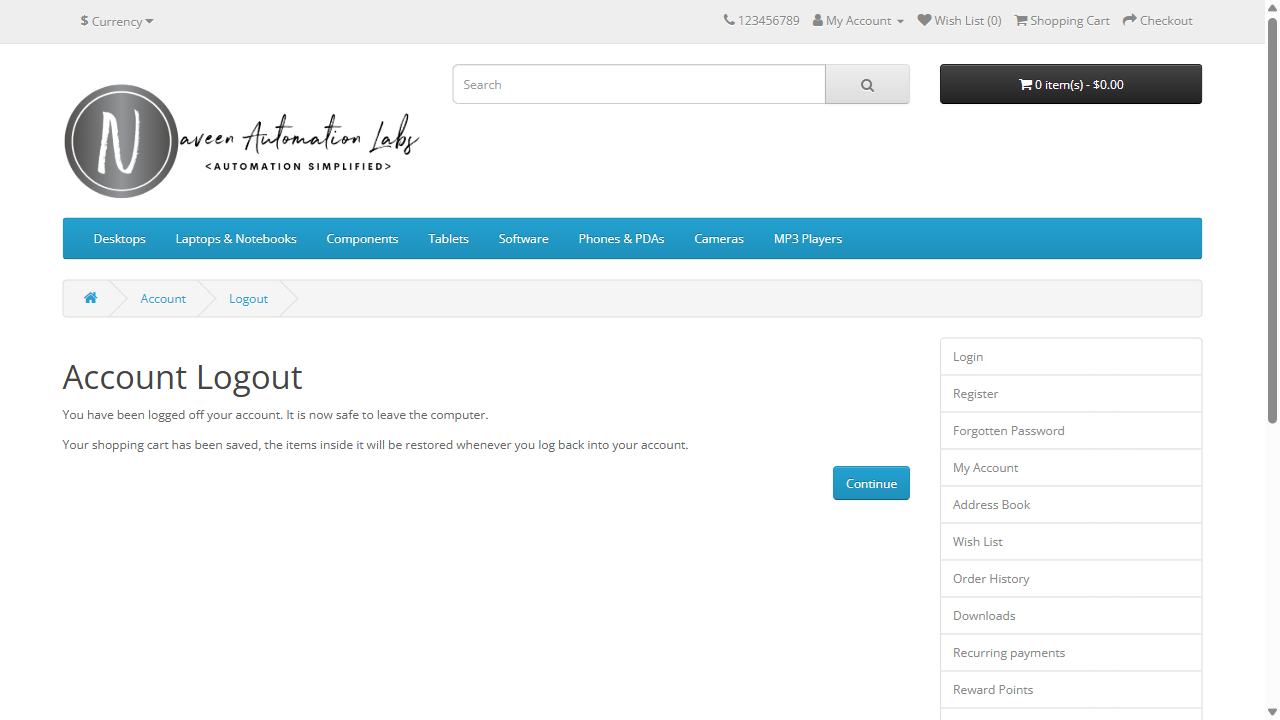 $ Currency
123456789
My Account
Wish List (0)
Shopping Cart
Checkout
N
aveen Automation Labs
<AUTOMATION SIMPLIFIED>
Search
0 item(s) - $0.00
Desktops
Laptops & Notebooks
Components
Tablets
Software
Phones & PDAs
Cameras
MP3 Players
Account
Logout
Account Logout
You have been logged off your account. It is now safe to leave the computer.
Your shopping cart has been saved, the items inside it will be restored whenever you log back into your account.
Continue
Login
Register
Forgotten Password
My Account
Address Book
Wish List
Order History
Downloads
Recurring payments
Reward Points